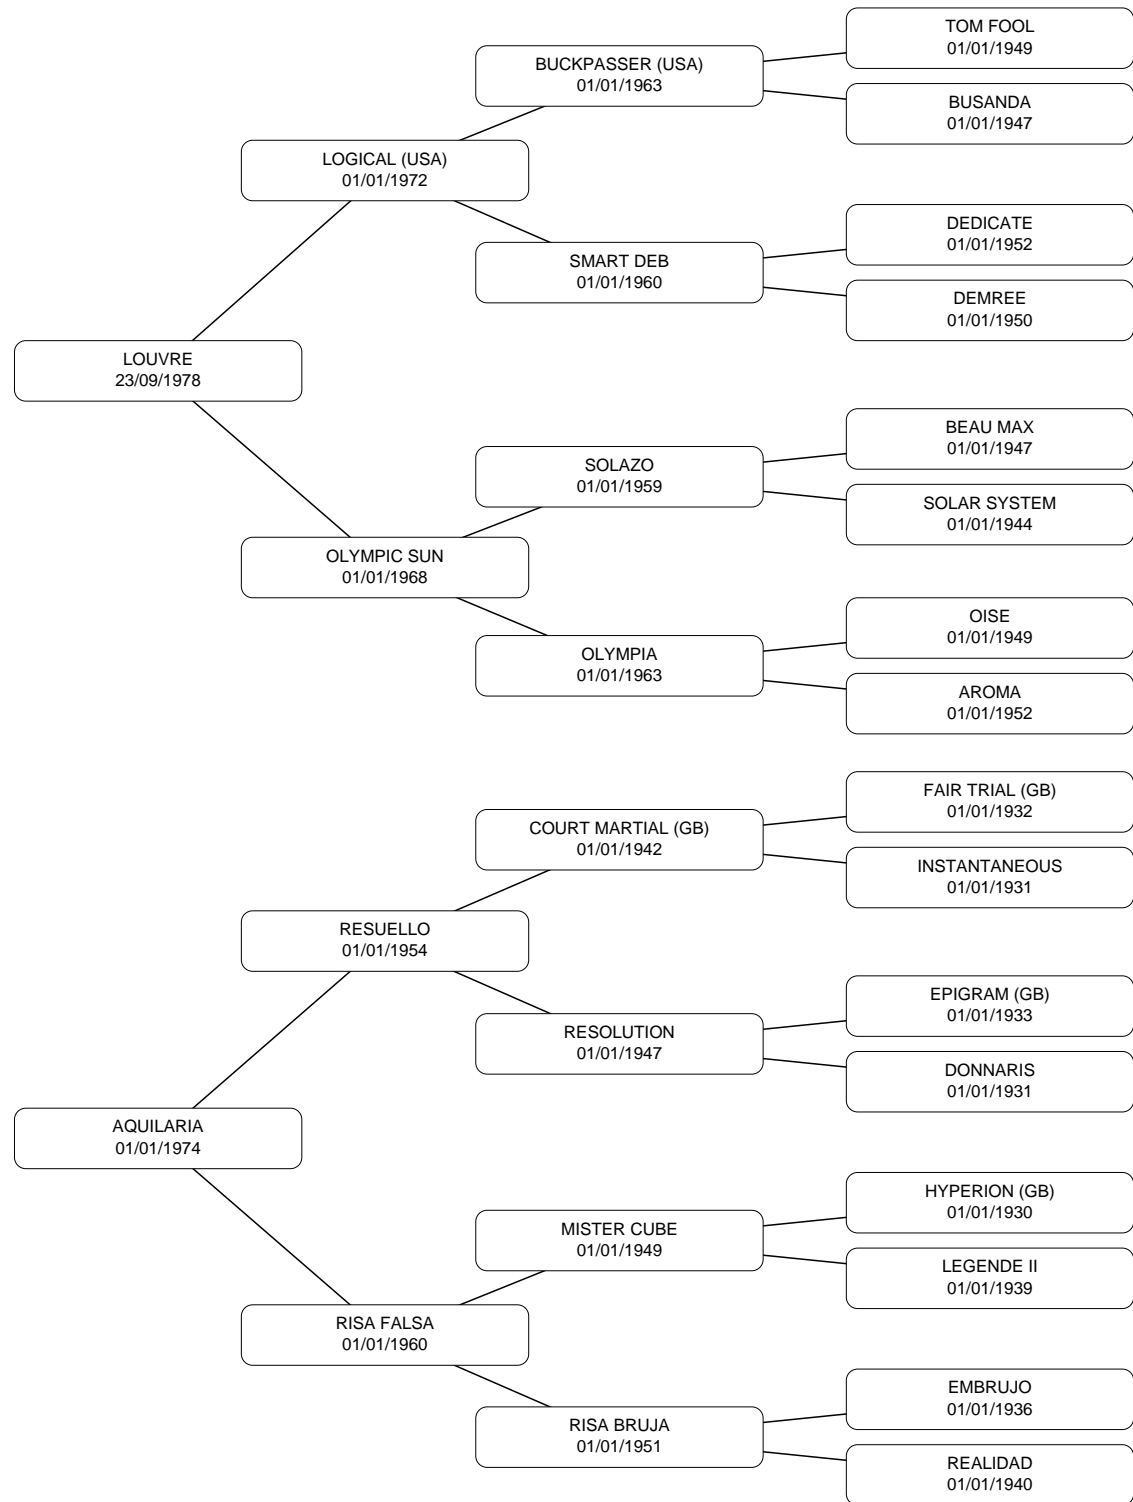 TOM FOOL
01/01/1949
BUCKPASSER (USA)
01/01/1963
BUSANDA
01/01/1947
LOGICAL (USA)
01/01/1972
DEDICATE
01/01/1952
SMART DEB
01/01/1960
DEMREE
01/01/1950
LOUVRE
23/09/1978
BEAU MAX
01/01/1947
SOLAZO
01/01/1959
SOLAR SYSTEM
01/01/1944
OLYMPIC SUN
01/01/1968
OISE
01/01/1949
OLYMPIA
01/01/1963
AROMA
01/01/1952
FAIR TRIAL (GB)
01/01/1932
COURT MARTIAL (GB)
01/01/1942
INSTANTANEOUS
01/01/1931
RESUELLO
01/01/1954
EPIGRAM (GB)
01/01/1933
RESOLUTION
01/01/1947
DONNARIS
01/01/1931
AQUILARIA
01/01/1974
HYPERION (GB)
01/01/1930
MISTER CUBE
01/01/1949
LEGENDE II
01/01/1939
RISA FALSA
01/01/1960
EMBRUJO
01/01/1936
RISA BRUJA
01/01/1951
REALIDAD
01/01/1940